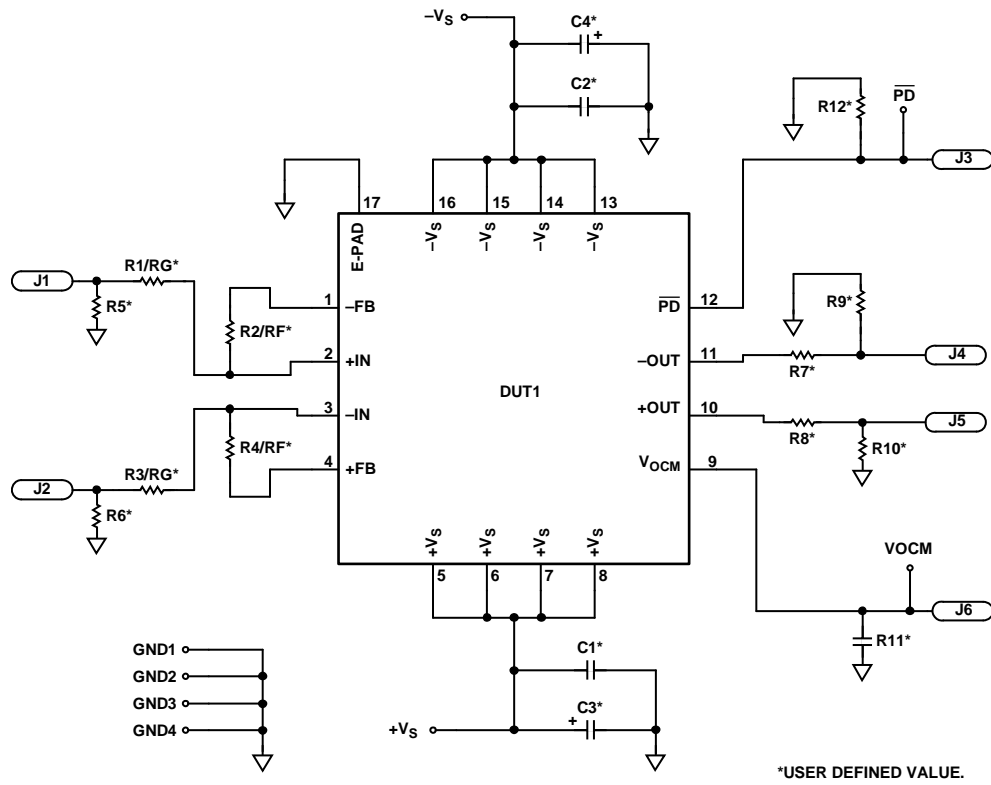 –VS
C4*
+
C2*
R12*
PD
J3
17
16
15
14
13
E-PAD
–VS
–VS
–VS
–VS
J1
R1/RG*
R5*
R2/RF*
1
–FB
PD
12
R9*
2
+IN
–OUT
11
R7*
J4
DUT1
3
–IN
+OUT
10
R8*
J5
R4/RF*
R10*
4
+FB
VOCM
9
J2
R3/RG*
R6*
+VS
+VS
+VS
+VS
5
6
7
8
VOCM
J6
R11*
GND1
GND2
GND3
GND4
C1*
C3*
+
+VS
*USER DEFINED VALUE.